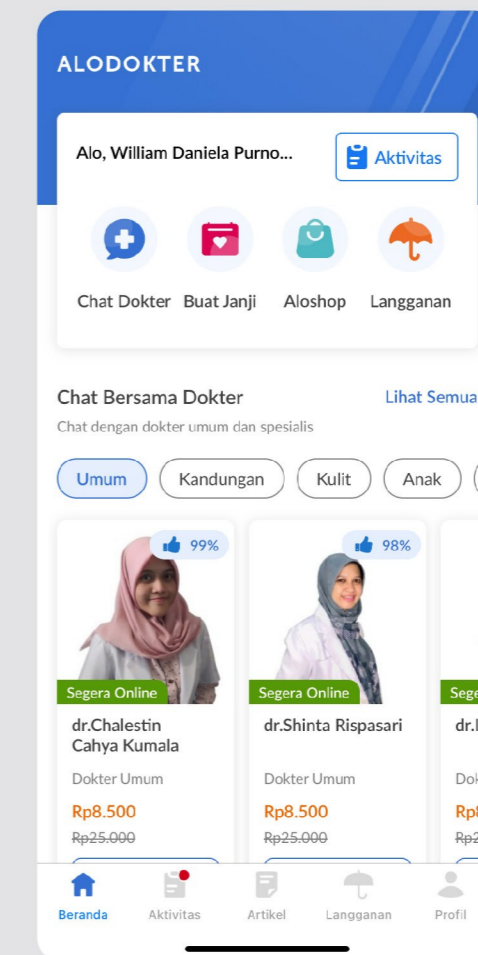 ALODOKTER
Alo, William Daniela Purno...
Aktivitas
Chat Dokter Buat Janji Aloshop Langganan
Chat Bersama Dokter Lihat Semua
Chat dengan dokter umum dan spesialis
Umum Kandungan Kulit Anak
99% 98%
Segera Online Segera Online
dr.Chalestin
Cahya Kumala
dr.Shinta Rispasari
Dokter Umum Dokter Umum
Rp8.500 Rp8.500
Rp25.000 Rp25.000
Beranda Aktivitas Artikel Langganan Profil